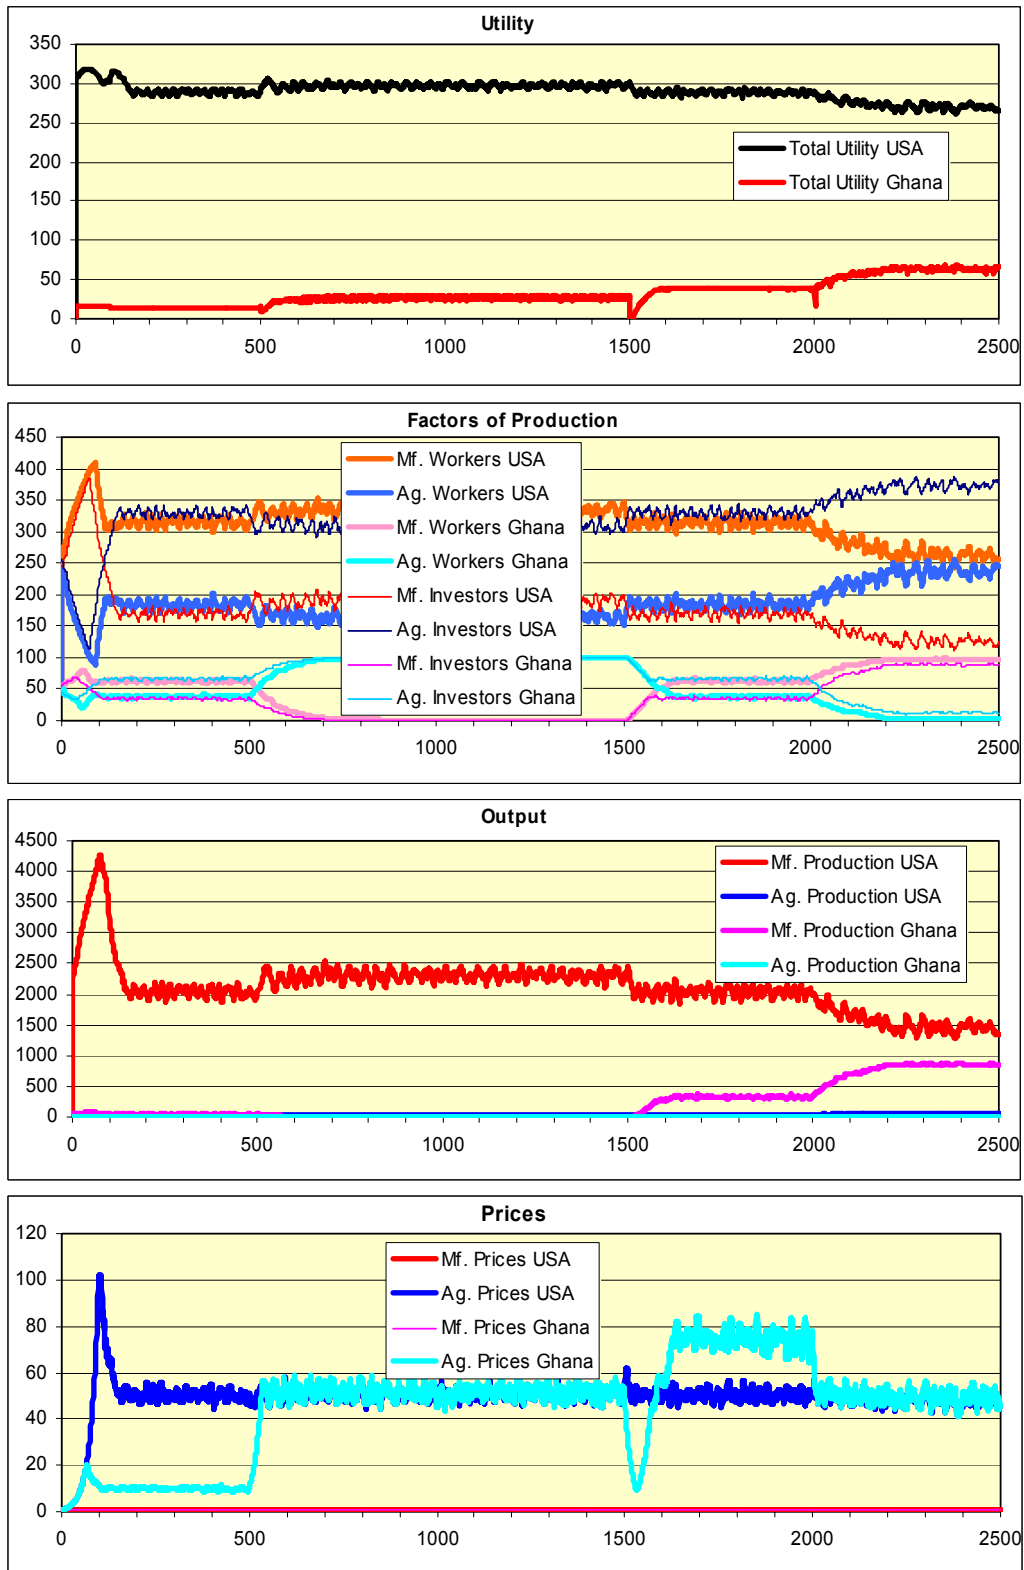 Utility
350
300
250
200
150
100
50
0
Total Utility USA
Total Utility Ghana
0 500 1000 1500 2000 2500
Factors of Production
450
400
350
300
250
200
150
100
50
0
Mf. Workers USA
Ag. Workers USA
Mf. Workers Ghana
Ag. Workers Ghana
Mf. Investors USA
Ag. Investors USA
Mf. Investors Ghana
Ag. Investors Ghana
0 500 1000 1500 2000 2500
Output
4500
4000
3500
3000
2500
2000
1500
1000
500
0
Mf. Production USA
Ag. Production USA
Mf. Production Ghana
Ag. Production Ghana
0 500 1000 1500 2000 2500
Prices
120
100
80
60
40
20
0
Mf. Prices USA
Ag. Prices USA
Mf. Prices Ghana
Ag. Prices Ghana
0 500 1000 1500 2000 2500